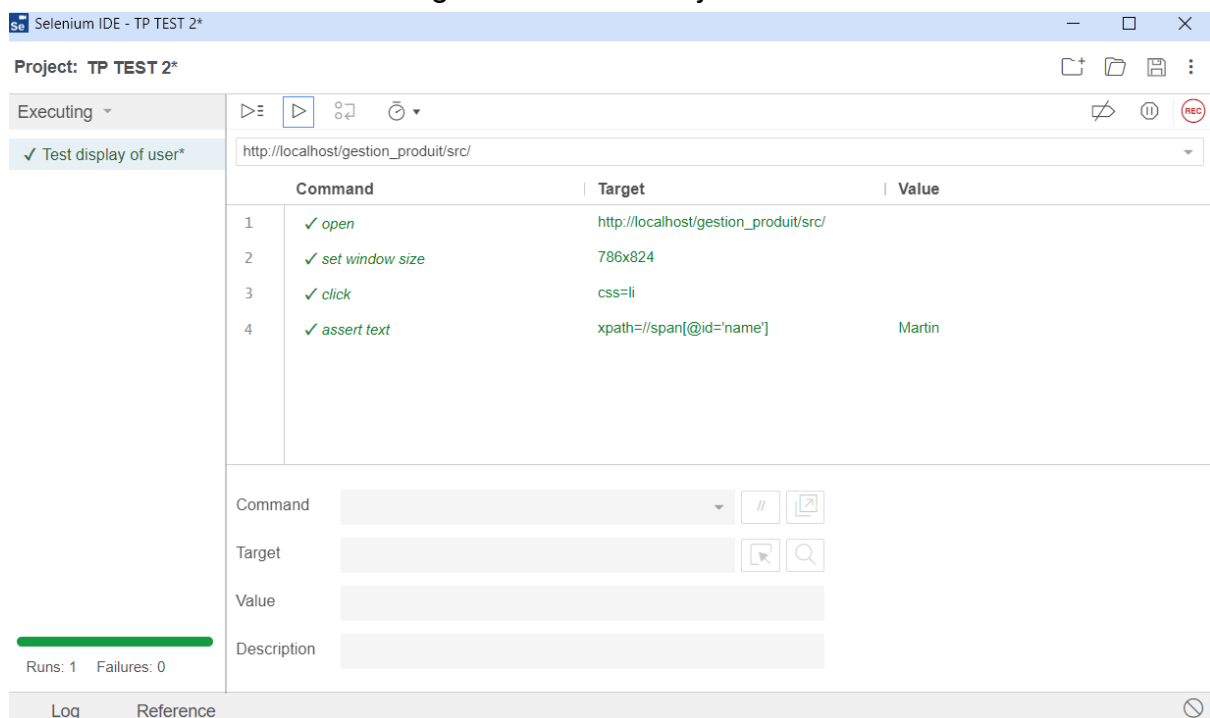 Se Selenium IDE - TP TEST 2*
Project: TP TEST 2*
Executing
REC
✓ Test display of user*
http://localhost/gestion_produit/src/
Command Target Value
1 ✓ open http://localhost/gestion_produit/src/
2 ✓ set window size 786x824
3 ✓ click css=li
4 ✓ assert text xpath=//span[@id='name'] Martin
Command //
Target
Value
Description
Runs: 1 Failures: 0
Log Reference